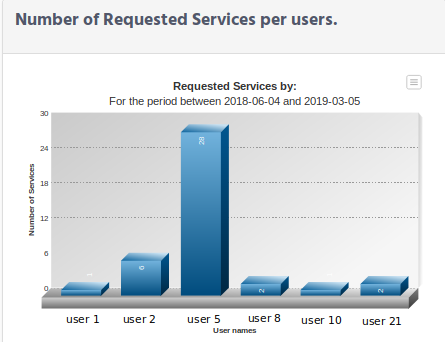 Number of Requested Services per users.
Requested Services by:
For the period between 2018-06-04 and 2019-03-05
30
24
18
12
6
0
Number of Services
1
6
28
2
2
user 1
user 2
user 5
user 8
user 10
user 21
User names